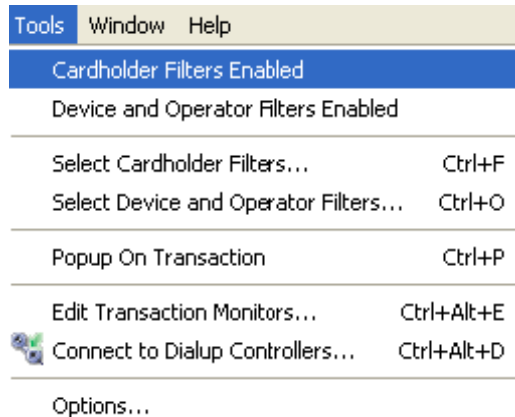 Tools Window Help
Cardholder Filters Enabled
Device and Operator Filters Enabled
Select Cardholder Filters... Ctrl+F
Select Device and Operator Filters... Ctrl+O
Popup On Transaction Ctrl+P
Edit Transaction Monitors... Ctrl+Alt+E
Connect to Dialup Controllers... Ctrl+Alt+D
Options...